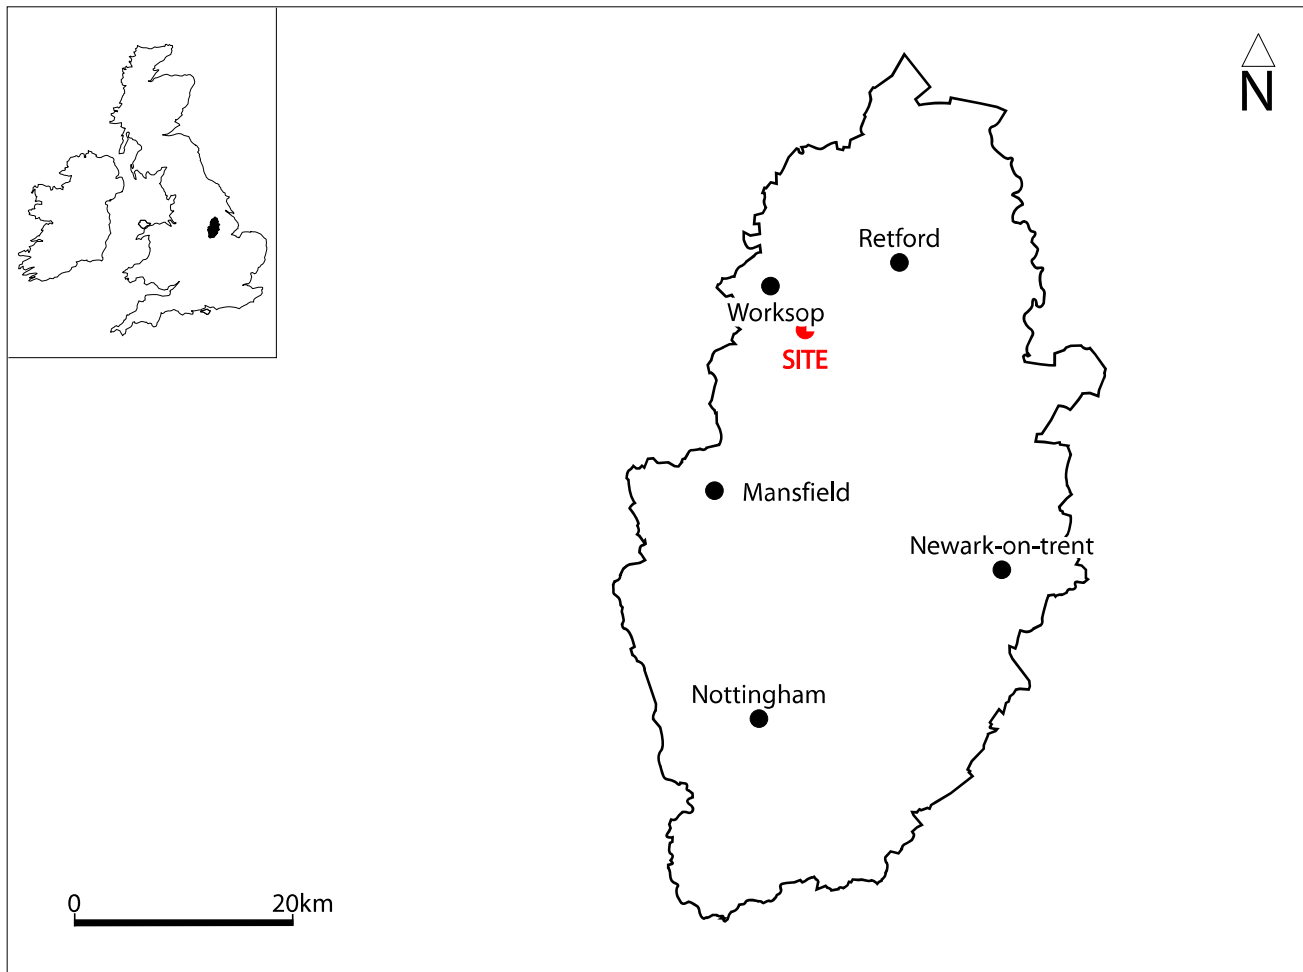 N
Retford
Worksop
SITE
Mansfield
Newark-on-trent
Nottingham
0 20km